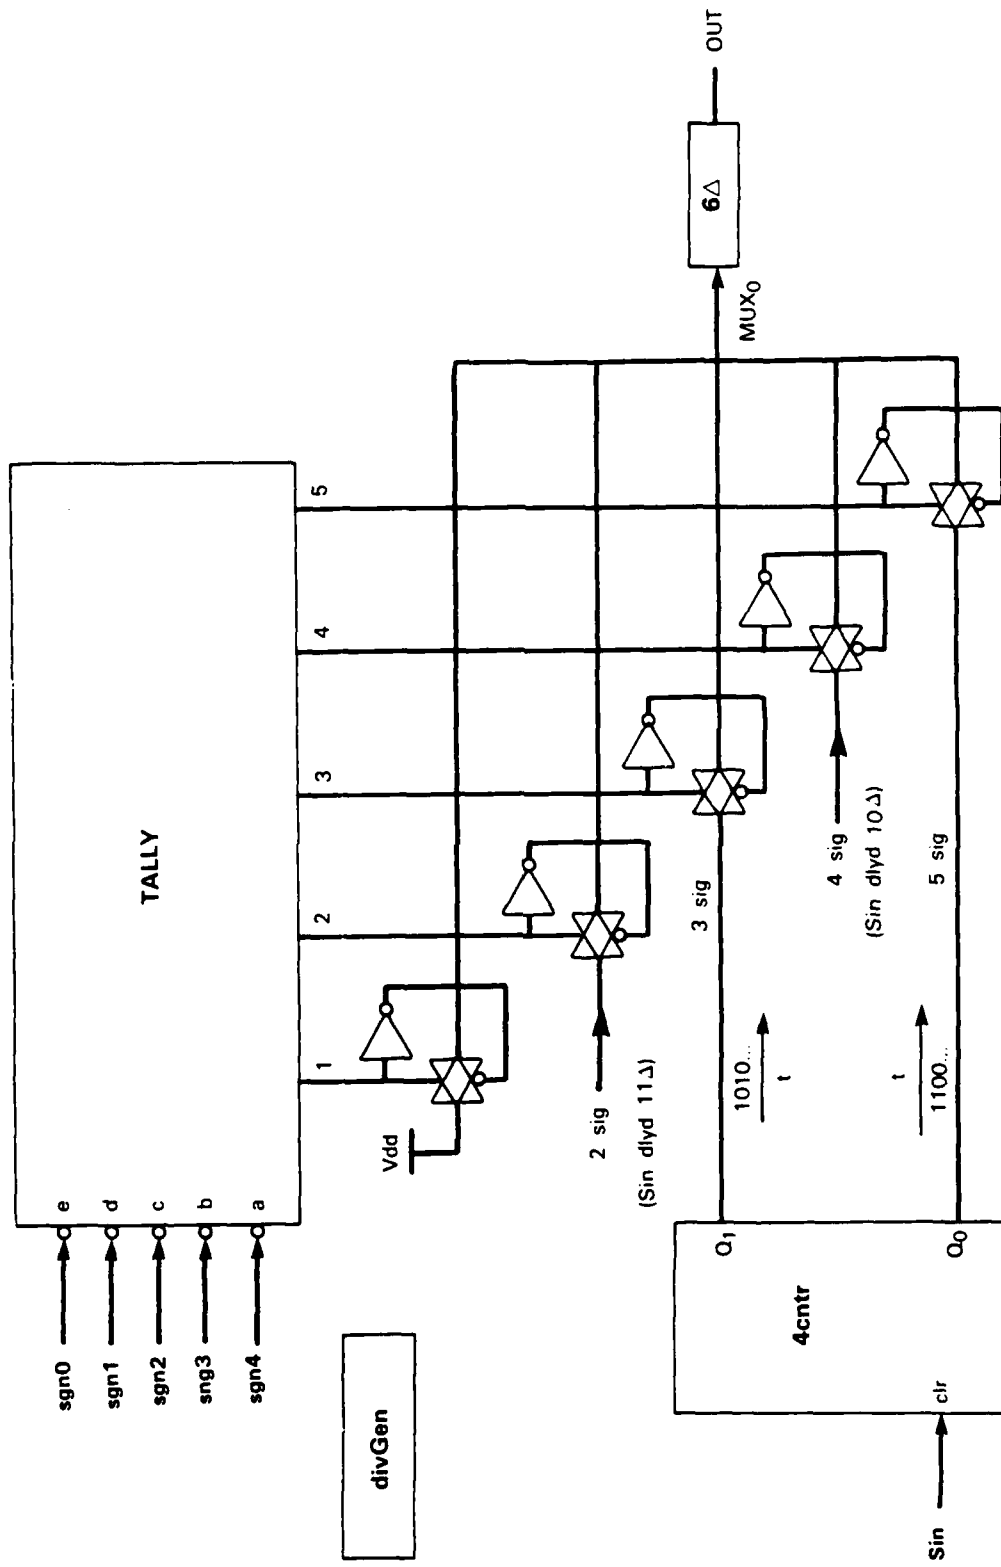 TALLY
e
d
c
b
a
sgn0
sgn1
sgn2
sng3
sgn4
1
2
3
4
5
divGen
Vdd
2 sig
(Sin dlyd 11Δ)
3 sig
4 sig
(Sin dlyd 10Δ)
5 sig
1010...
t
t
1100...
MUX0
6Δ
OUT
4cntr
Q1
Q0
clr
Sin